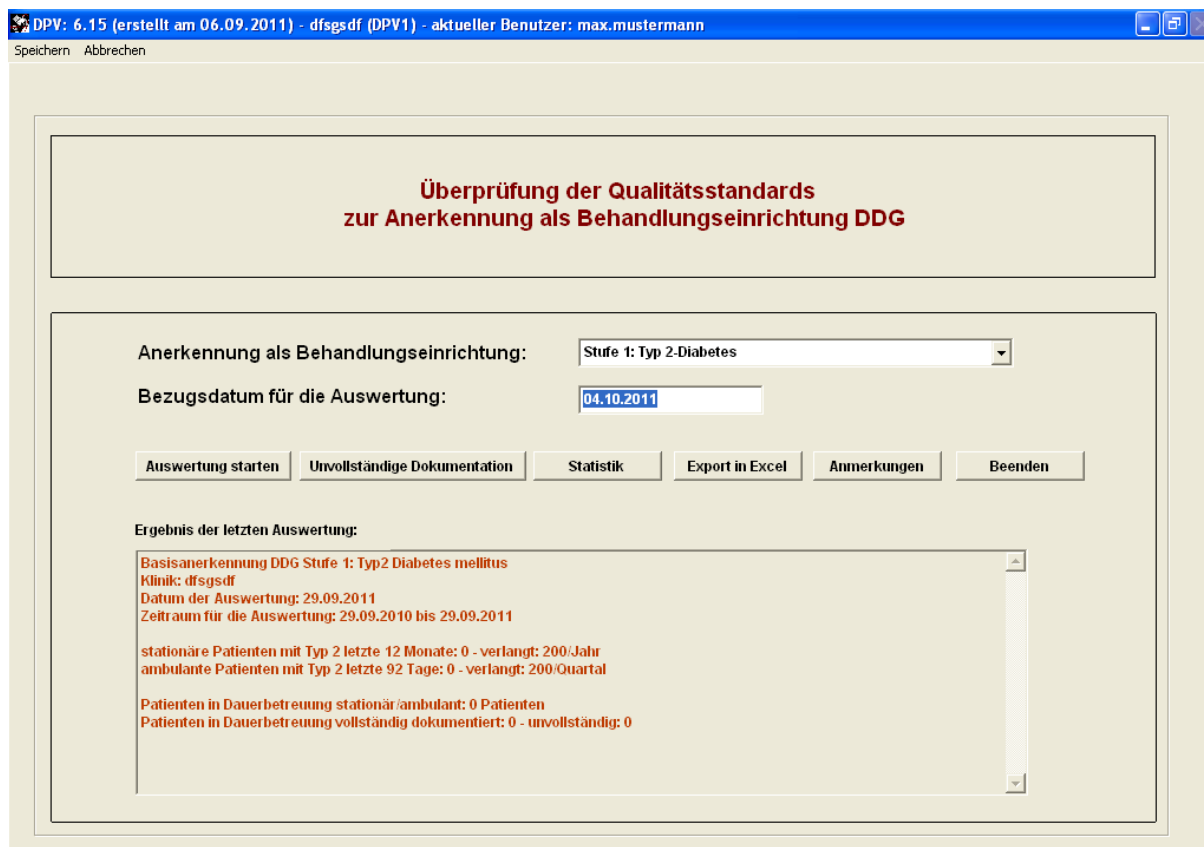 DPV: 6.15 (erstellt am 06.09.2011) - dfsgsdf (DPV1) - aktueller Benutzer: max.mustermann
Speichern Abbrechen
Überprüfung der Qualitätsstandards
zur Anerkennung als Behandlungseinrichtung DDG
Anerkennung als Behandlungseinrichtung: Stufe 1: Typ 2-Diabetes
Bezugsdatum für die Auswertung: 04.10.2011
Auswertung starten Unvollständige Dokumentation Statistik Export in Excel Anmerkungen Beenden
Ergebnis der letzten Auswertung:
Basisanerkennung DDG Stufe 1: Typ2 Diabetes mellitus
Klinik: dfsgsdf
Datum der Auswertung: 29.09.2011
Zeitraum für die Auswertung: 29.09.2010 bis 29.09.2011
stationäre Patienten mit Typ 2 letzte 12 Monate: 0 - verlangt: 200/Jahr
ambulante Patienten mit Typ 2 letzte 92 Tage: 0 - verlangt: 200/Quartal
Patienten in Dauerbetreuung stationär/ambulant: 0 Patienten
Patienten in Dauerbetreuung vollständig dokumentiert: 0 - unvollständig: 0